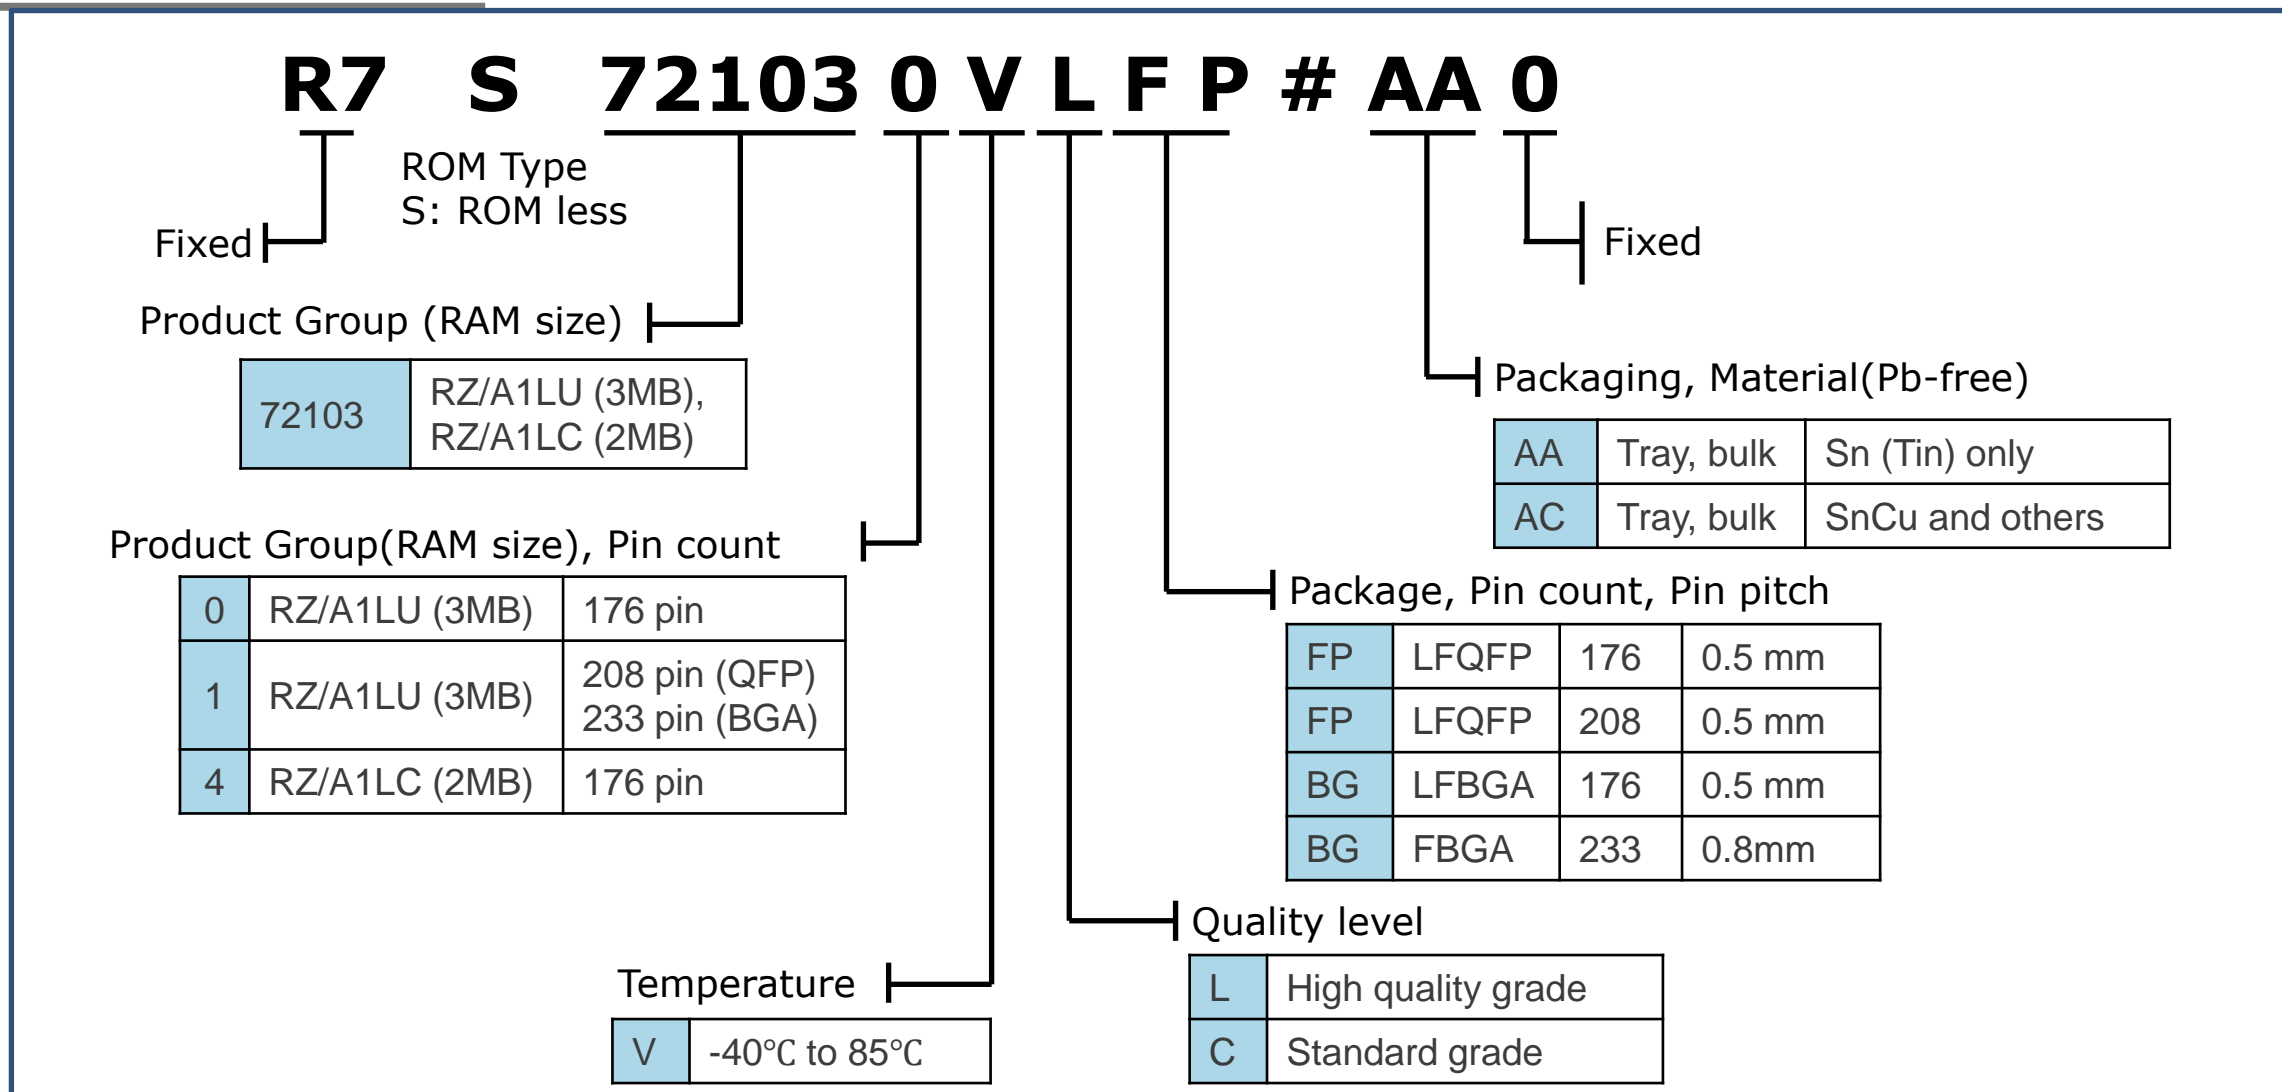 R7 S 72103 0 V L F P # AA 0
ROM Type
S: ROM less
Fixed
Fixed
Product Group (RAM size)
72103 RZ/A1LU (3MB),
RZ/A1LC (2MB)
Packaging, Material(Pb-free)
AA Tray, bulk Sn (Tin) only
AC Tray, bulk SnCu and others
Product Group(RAM size), Pin count
0 RZ/A1LU (3MB) 176 pin
1 RZ/A1LU (3MB) 208 pin (QFP)
233 pin (BGA)
4 RZ/A1LC (2MB) 176 pin
Package, Pin count, Pin pitch
FP LFQFP 176 0.5 mm
FP LFQFP 208 0.5 mm
BG LFBGA 176 0.5 mm
BG FBGA 233 0.8mm
Quality level
L High quality grade
C Standard grade
Temperature
V -40℃ to 85℃